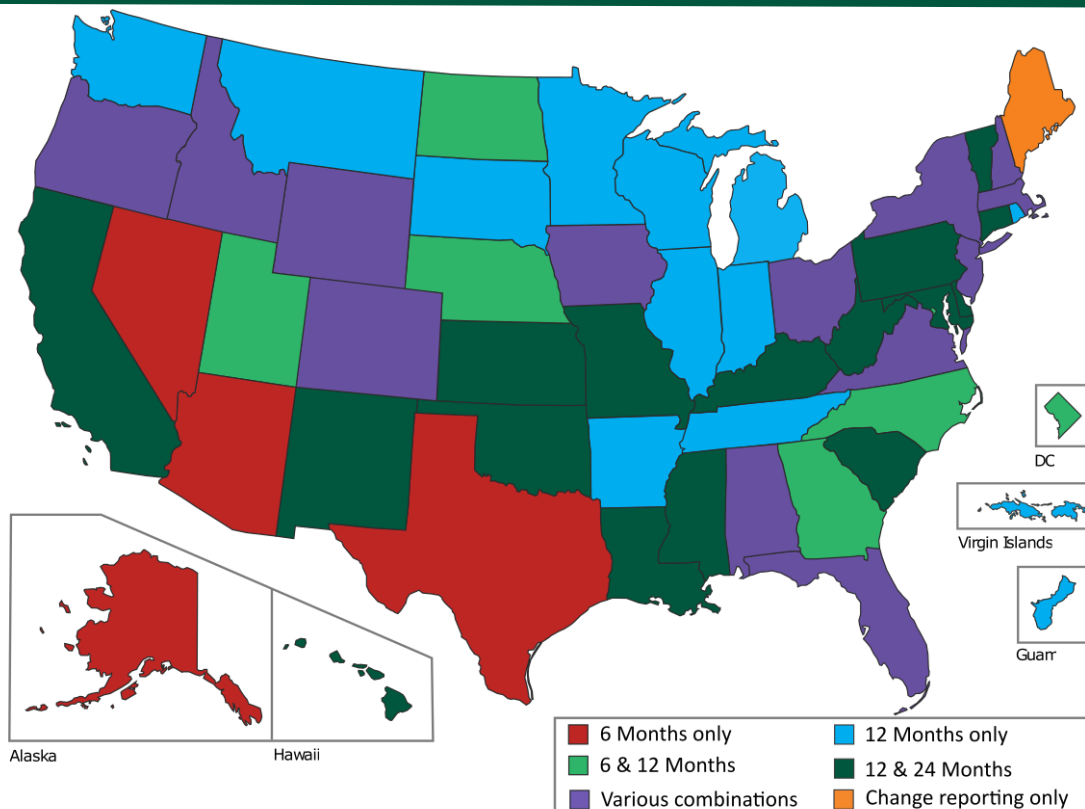 DC
Virgin Islands
Guam
Alaska
Hawaii
6 Months only
12 Months only
6 & 12 Months
12 & 24 Months
Various combinations
Change reporting only